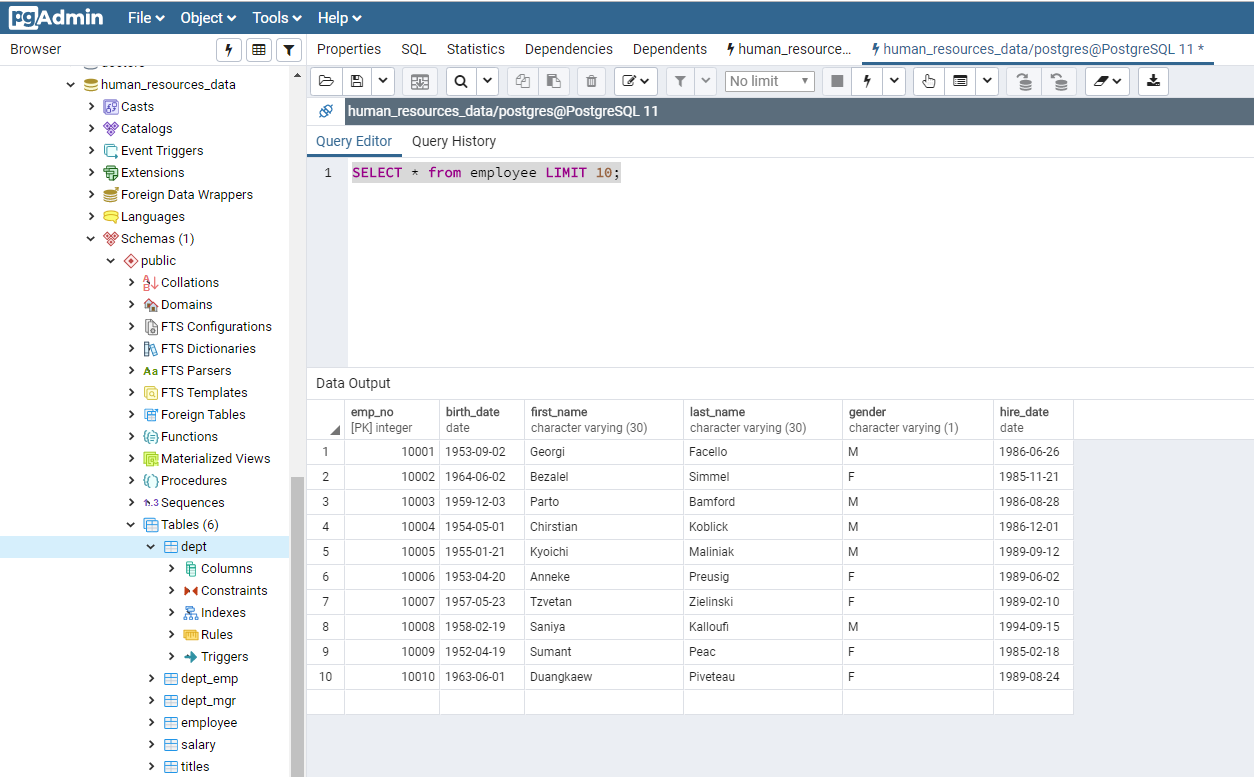 pgAdmin File Object Tools Help
Browser
Properties SQL Statistics Dependencies Dependents human_resource... human_resources_data/postgres@PostgreSQL 11 *
No limit
human_resources_data/postgres@PostgreSQL 11
Query Editor Query History
1 SELECT * from employee LIMIT 10;
human_resources_data
Casts
Catalogs
Event Triggers
Extensions
Foreign Data Wrappers
Languages
Schemas (1)
public
Collations
Domains
FTS Configurations
FTS Dictionaries
Aa FTS Parsers
FTS Templates
Foreign Tables
Functions
Materialized Views
Procedures
1..3 Sequences
Tables (6)
dept
Columns
Constraints
Indexes
Rules
Triggers
dept_emp
dept_mgr
employee
salary
titles
Data Output
emp_no birth_date first_name last_name gender hire_date
[PK] integer date character varying (30) character varying (30) character varying (1) date
1 10001 1953-09-02 Georgi Facello M 1986-06-26
2 10002 1964-06-02 Bezalel Simmel F 1985-11-21
3 10003 1959-12-03 Parto Bamford M 1986-08-28
4 10004 1954-05-01 Chirstian Koblick M 1986-12-01
5 10005 1955-01-21 Kyoichi Maliniak M 1989-09-12
6 10006 1953-04-20 Anneke Preusig F 1989-06-02
7 10007 1957-05-23 Tzvetan Zielinski F 1989-02-10
8 10008 1958-02-19 Saniya Kalloufi M 1994-09-15
9 10009 1952-04-19 Sumant Peac F 1985-02-18
10 10010 1963-06-01 Duangkaew Piveteau F 1989-08-24